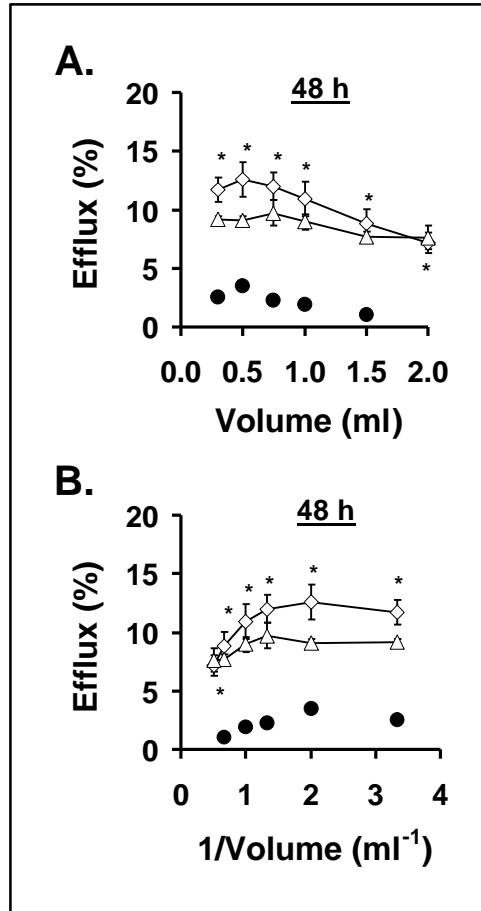 A.
48 h
20
15
10
5
0
Efflux (%)
* * * * * *
0.0 0.5 1.0 1.5 2.0
Volume (ml)
B.
48 h
20
15
10
5
0
Efflux (%)
* * * * * *
0 1 2 3 4
1/Volume (ml⁻¹)